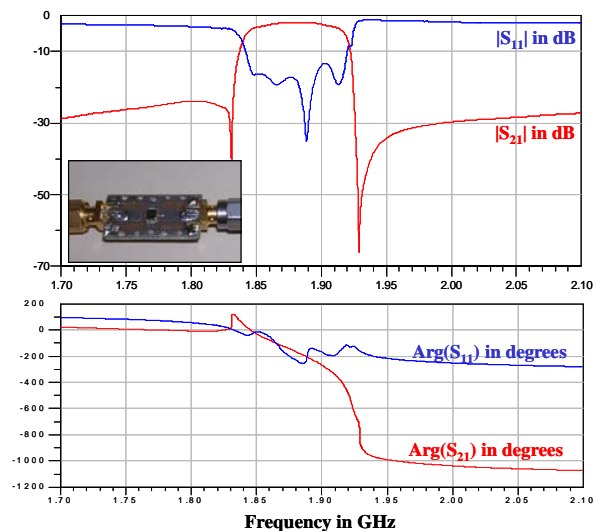 0
-10
-30
-50
-70
|S11| in dB
|S21| in dB
1.70 1.75 1.80 1.85 1.90 1.95 2.00 2.05 2.10
200
0
-200
-400
-600
-800
-1000
-1200
Arg(S11) in degrees
Arg(S21) in degrees
1.70 1.75 1.80 1.85 1.90 1.95 2.00 2.05 2.10
Frequency in GHz